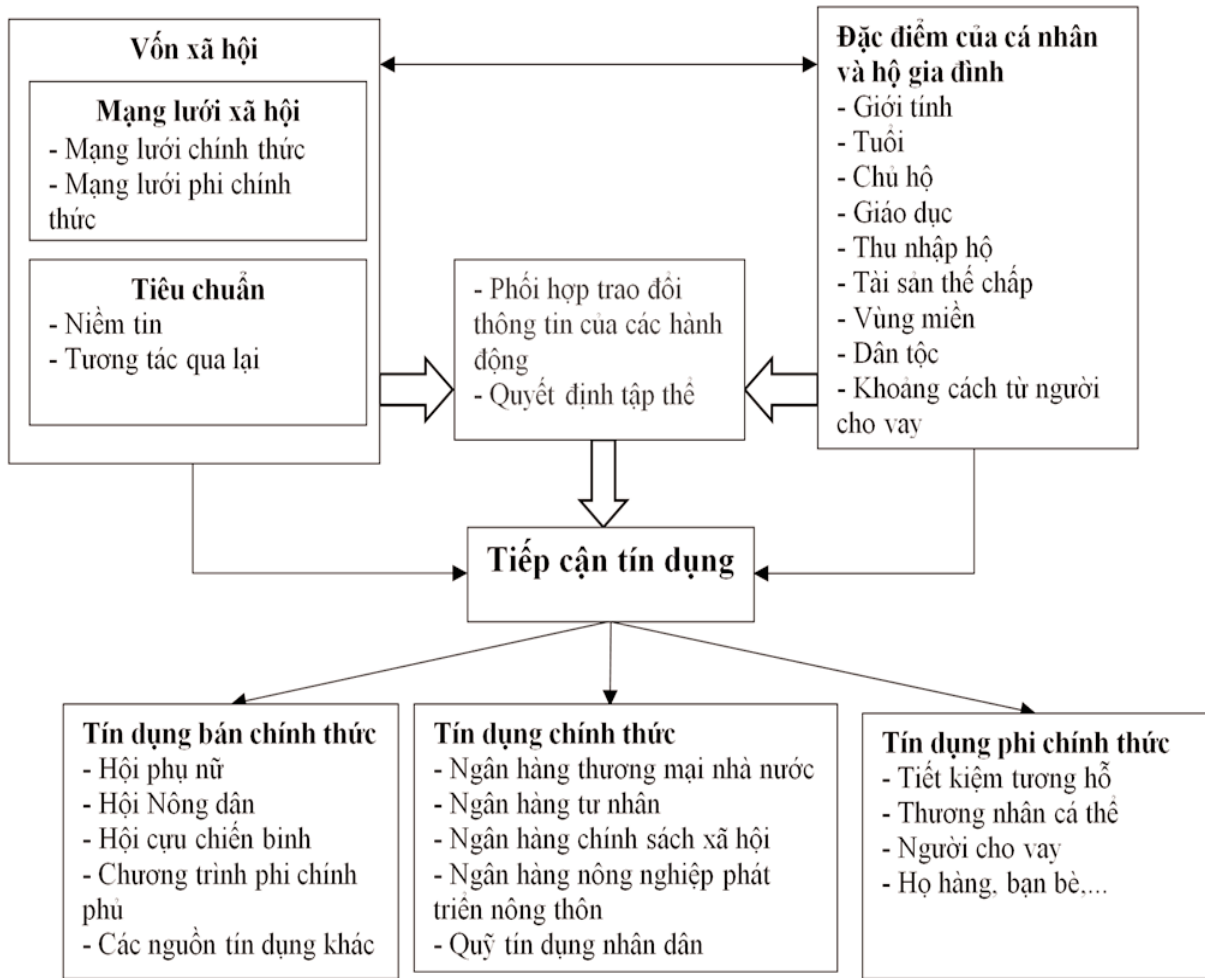 Vốn xã hội
Mạng lưới xã hội
- Mạng lưới chính thức
- Mạng lưới phi chính
thức
Tiêu chuẩn
- Niềm tin
- Tương tác qua lại
- Phối hợp trao đổi
thông tin của các hành
động
- Quyết định tập thể
Đặc điểm của cá nhân
và hộ gia đình
- Giới tính
- Tuổi
- Chủ hộ
- Giáo dục
- Thu nhập hộ
- Tài sản thế chấp
- Vùng miền
- Dân tộc
- Khoảng cách từ người
cho vay
Tiếp cận tín dụng
Tín dụng bán chính thức
- Hội phụ nữ
- Hội Nông dân
- Hội cựu chiến binh
- Chương trình phi chính
phủ
- Các nguồn tín dụng khác
Tín dụng chính thức
- Ngân hàng thương mại nhà nước
- Ngân hàng tư nhân
- Ngân hàng chính sách xã hội
- Ngân hàng nông nghiệp phát
triển nông thôn
- Quỹ tín dụng nhân dân
Tín dụng phi chính thức
- Tiết kiệm tương hỗ
- Thương nhân cá thể
- Người cho vay
- Họ hàng, bạn bè,...